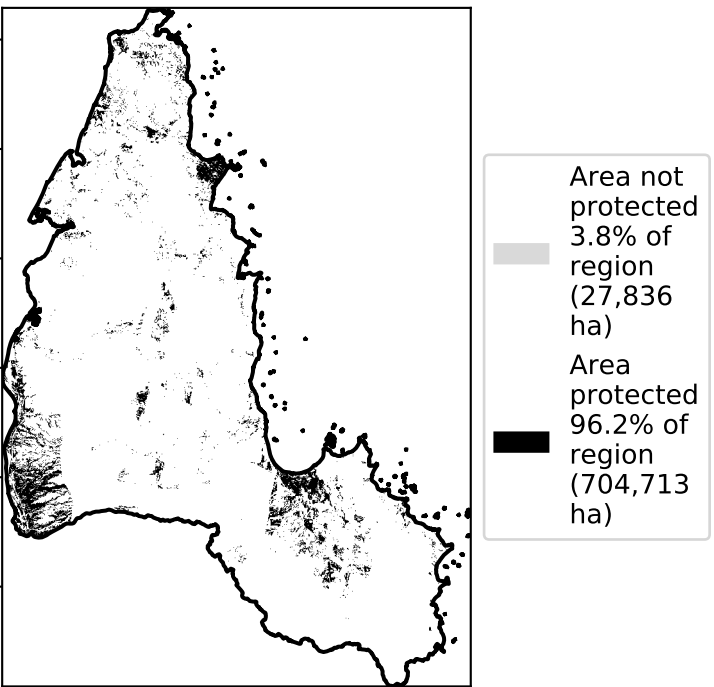 Area not
protected
3.8% of
region
(27,836
ha)
Area
protected
96.2% of
region
(704,713
ha)